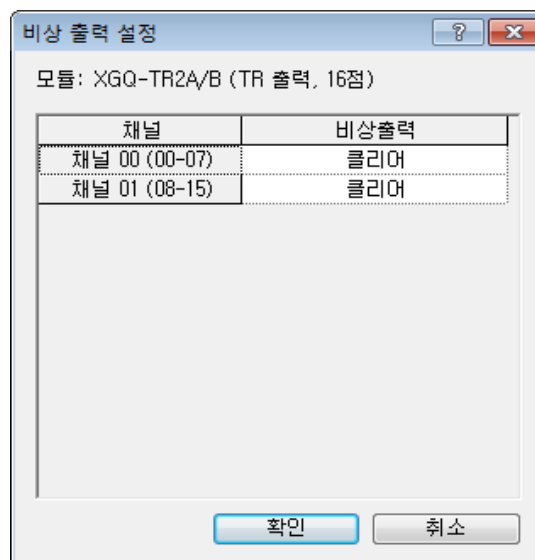 비상 출력 설정
모듈: XGQ-TR2A/B (TR 출력, 16점)
채널 비상출력
채널 00 (00-07) 클리어
채널 01 (08-15) 클리어
확인 취소